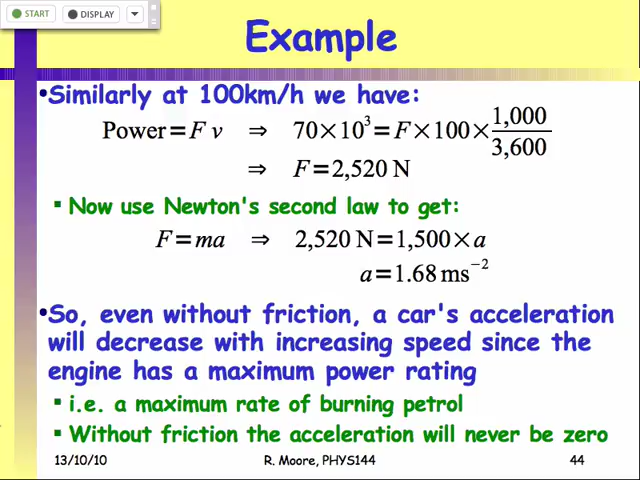 START DISPLAY
Example
•Similarly at 100km/h we have:
Power = F v ⇒ 70×10³ = F×100× 1,000/3,600
⇒ F = 2,520 N
▪ Now use Newton's second law to get:
F = ma ⇒ 2,520 N = 1,500 × a
a = 1.68 ms⁻²
•So, even without friction, a car's acceleration
will decrease with increasing speed since the
engine has a maximum power rating
▪ i.e. a maximum rate of burning petrol
▪ Without friction the acceleration will never be zero
13/10/10 R. Moore, PHYS144 44